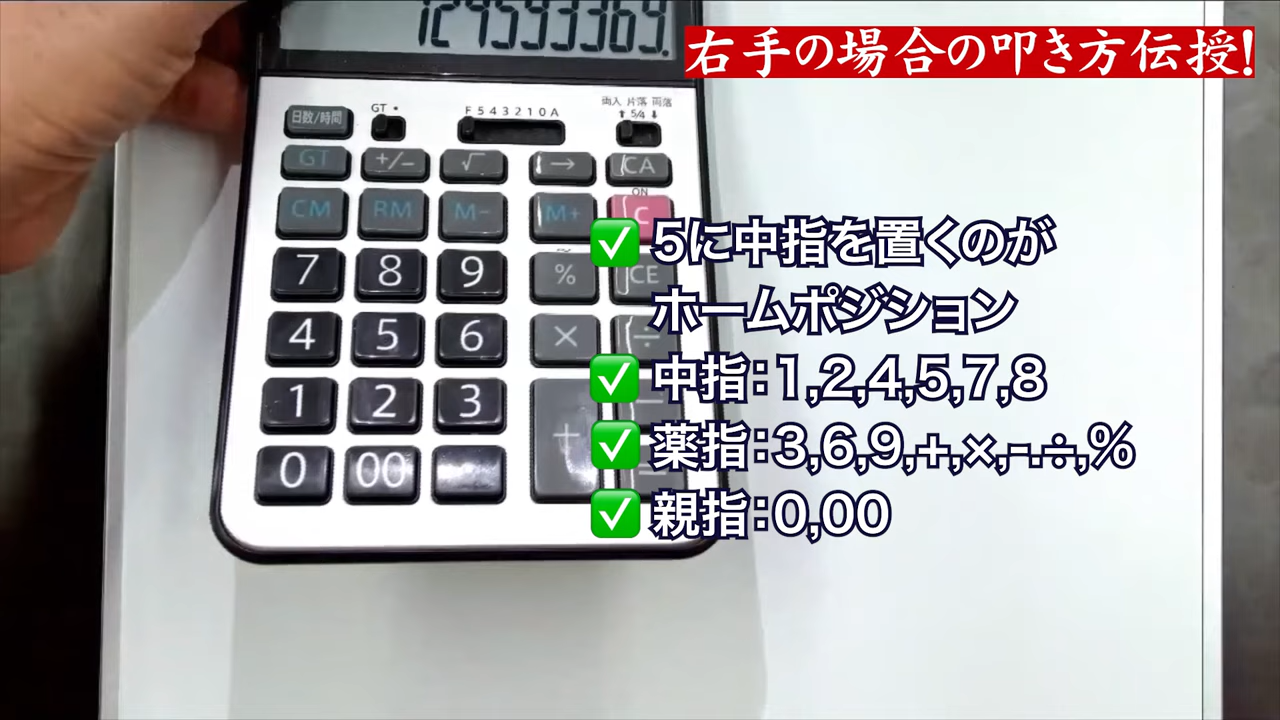 129593369.
右手の場合の叩き方伝授!
GT •
F 5 4 3 2 1 0 A
両入 片落 両落
⬆ 5/4 ⬇
日数/時間
GT +/− √ → CA
ON
CM RM M− M+ C
7 8 9 % CE
4 5 6 × ÷
1 2 3 + −
0 00 =
✅ 5に中指を置くのが
ホームポジション
✅ 中指:1,2,4,5,7,8
✅ 薬指:3,6,9,+,×,-.÷,%
✅ 親指:0,00